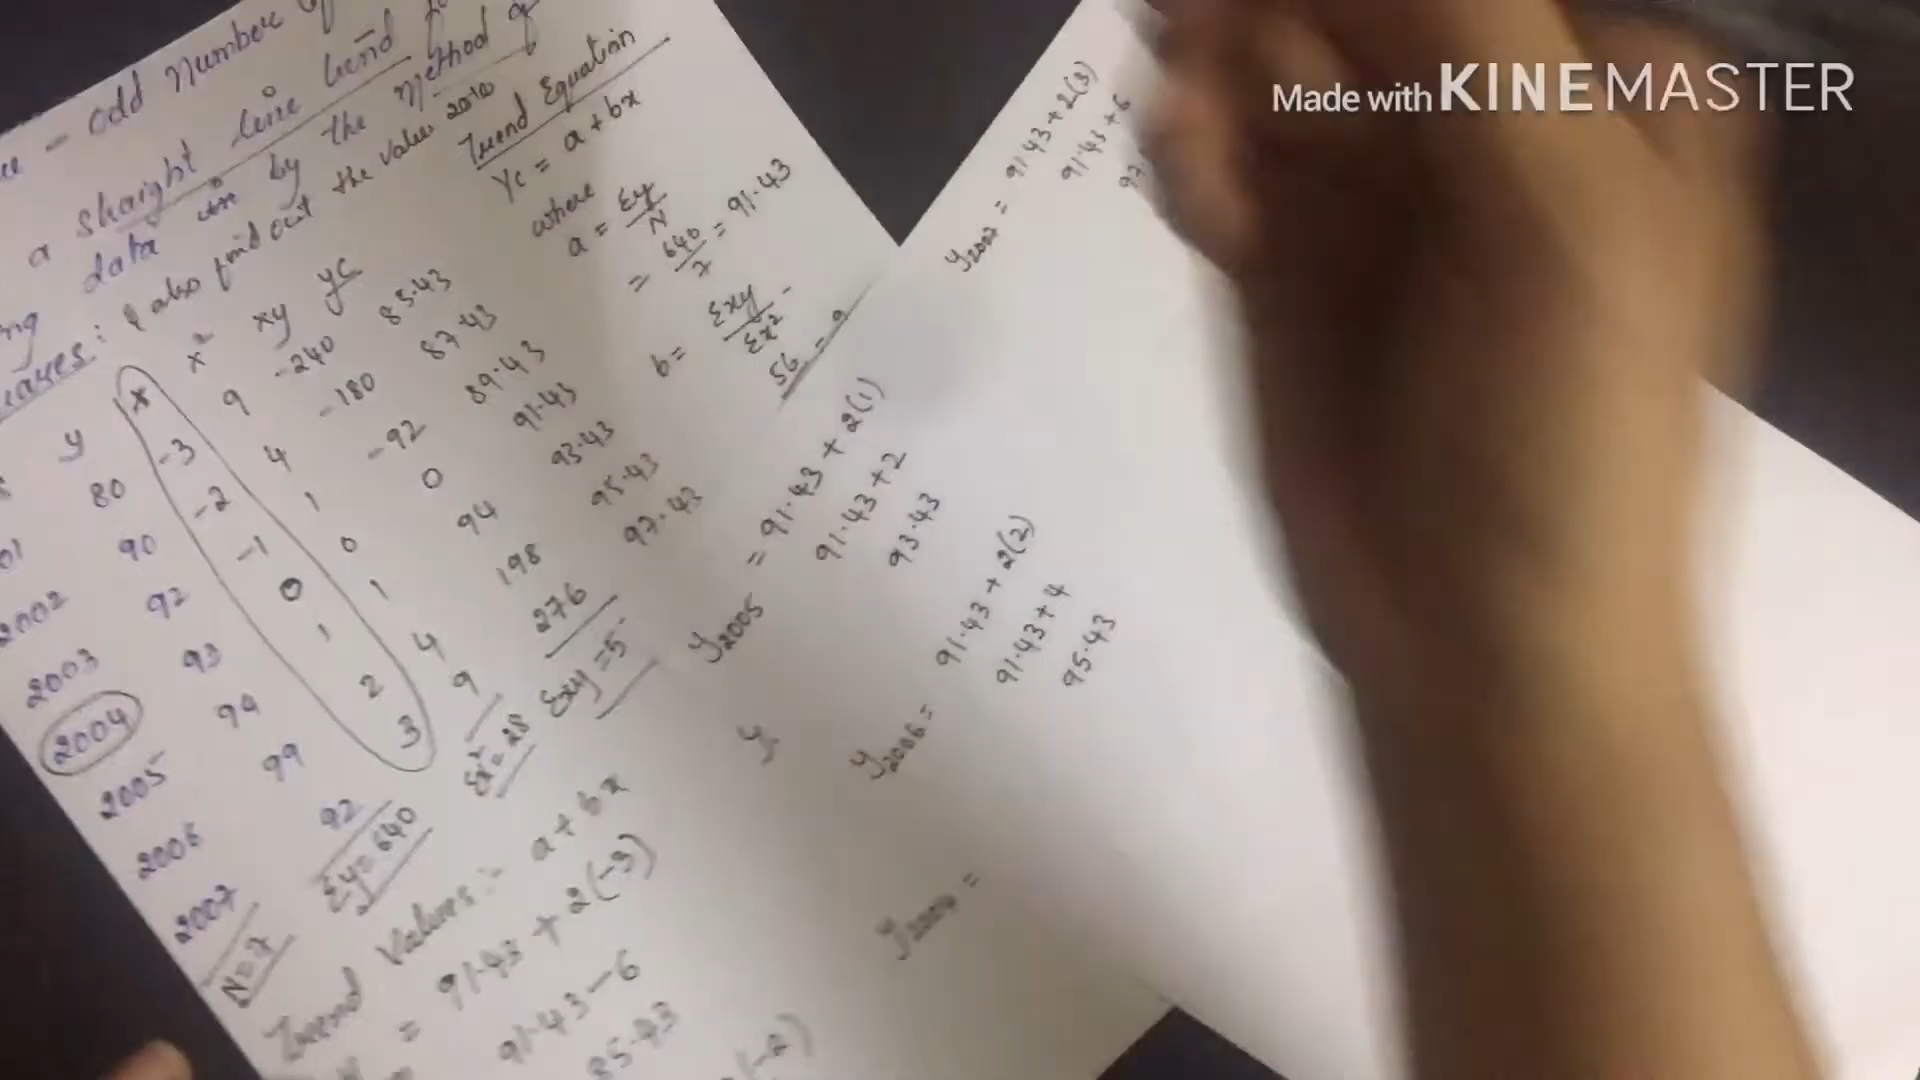 Made with KINEMASTER
odd Number
a straight line trend
data by the Method of
also find out the value 2010
Trend Equation
Yc = a + bx
where
a = Σy/N
= 640/7 = 91.43
b = Σxy/Σx²
56
y x x² xy yc
80 -3 9 -240 85.43
90 -2 4 -180 87.43
2002 92 -1 1 -92 89.43
2003 93 0 0 0 91.43
2004 94 1 1 94 93.43
2005 99 2 4 198 95.43
2006 92 3 9 276 97.43
2007
N=7 Σy=640 Σx²=28 Σxy=5
Trend Values:- a + bx
= 91.43 + 2(-3)
91.43 - 6
85.43
(-2)
y2005 = 91.43 + 2(1)
91.43 + 2
93.43
y
y2006 = 91.43 + 2(2)
91.43 + 4
95.43
y2007 = 91.43 + 2(3)
91.43 + 6
97.